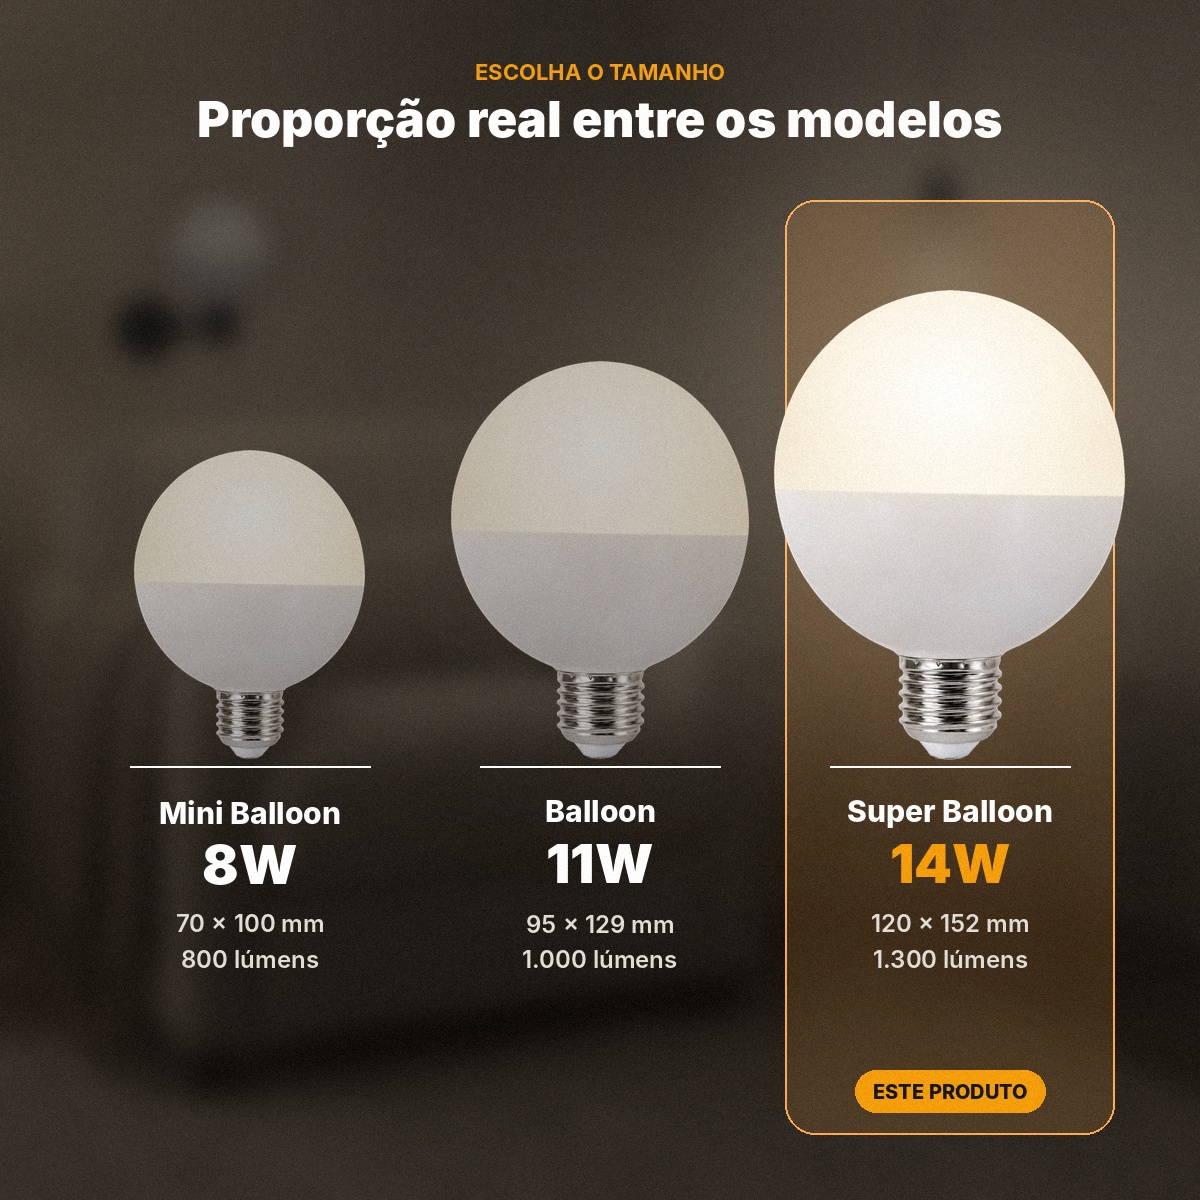 ESCOLHA O TAMANHO
Proporção real entre os modelos
Mini Balloon
8W
70 × 100 mm
800 lúmens
Balloon
11W
95 × 129 mm
1.000 lúmens
Super Balloon
14W
120 × 152 mm
1.300 lúmens
ESTE PRODUTO